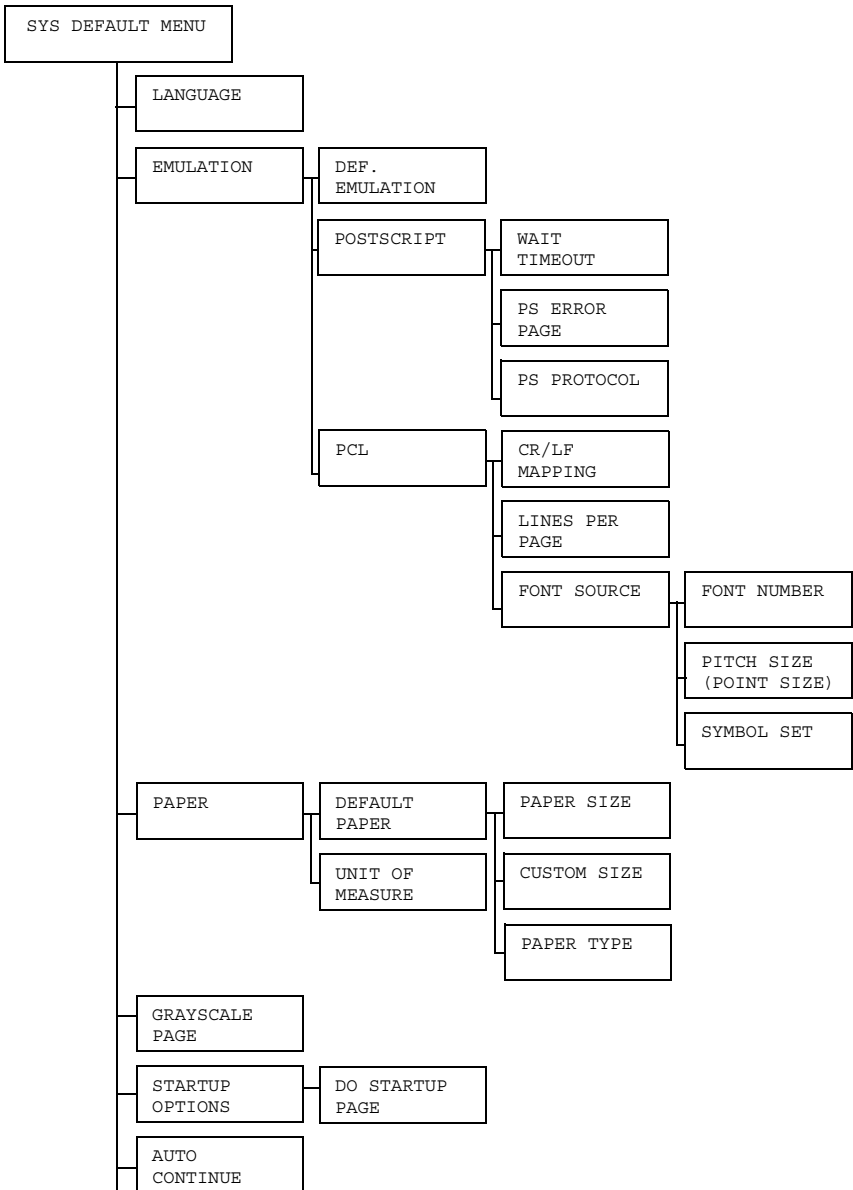 SYS DEFAULT MENU
LANGUAGE
EMULATION
DEF.
EMULATION
POSTSCRIPT
WAIT
TIMEOUT
PS ERROR
PAGE
PS PROTOCOL
PCL
CR/LF
MAPPING
LINES PER
PAGE
FONT SOURCE
FONT NUMBER
PITCH SIZE
(POINT SIZE)
SYMBOL SET
PAPER
DEFAULT
PAPER
PAPER SIZE
UNIT OF
MEASURE
CUSTOM SIZE
PAPER TYPE
GRAYSCALE
PAGE
STARTUP
OPTIONS
DO STARTUP
PAGE
AUTO
CONTINUE